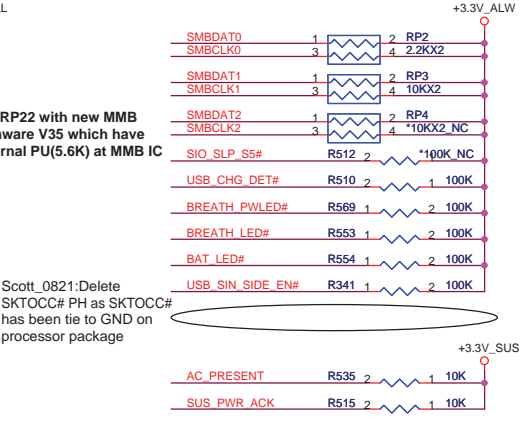 +3.3V_ALW
SMBDAT0 1 2 RP2
SMBCLK0 3 4 2.2KX2
SMBDAT1 1 2 RP3
SMBCLK1 3 4 10KX2
RP22 with new MMB
SMBDAT2 1 2 RP4
SMBCLK2 3 4 *10KX2_NC
ware V35 which have
rnal PU(5.6K) at MMB IC
SIO_SLP_S5# R512 2 1 *100K_NC
USB_CHG_DET# R510 2 1 100K
BREATH_PWLED# R569 1 2 100K
BREATH_LED# R553 1 2 100K
BAT_LED# R554 1 2 100K
USB_SIN_SIDE_EN# R341 1 2 100K
Scott_0821:Delete
SKTOCC# PH as SKTOCC#
has been tie to GND on
processor package
+3.3V_SUS
AC_PRESENT R535 2 1 10K
SUS_PWR_ACK R515 2 1 10K